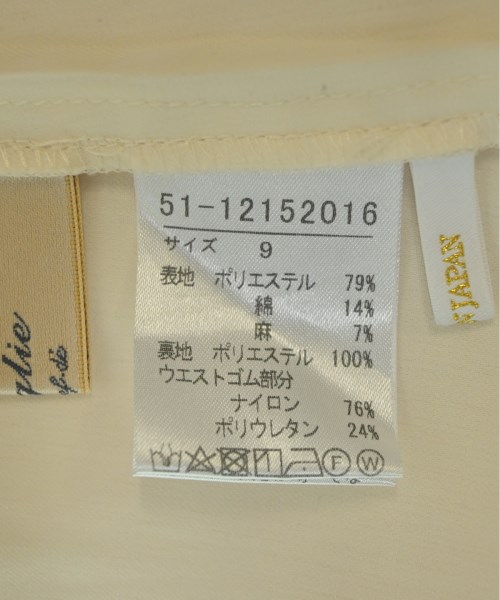 51-12152016
サイズ 9
表地 ポリエステル 79%
綿 14%
麻 7%
裏地 ポリエステル 100%
ウエストゴム部分
ナイロン 76%
ポリウレタン 24%
F W
JAPAN